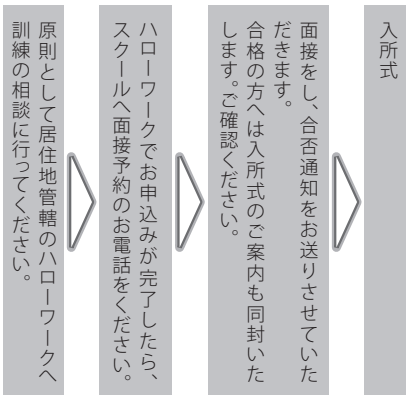 原則として居住地管轄のハローワークへ
訓練の相談に行ってください。
ハローワークでお申込みが完了したら、
スクールへ面接予約のお電話をください。
面接をし、合否通知をお送りさせていた
だきます。
合格の方へは入所式のご案内も同封いた
します。ご確認ください。
入所式